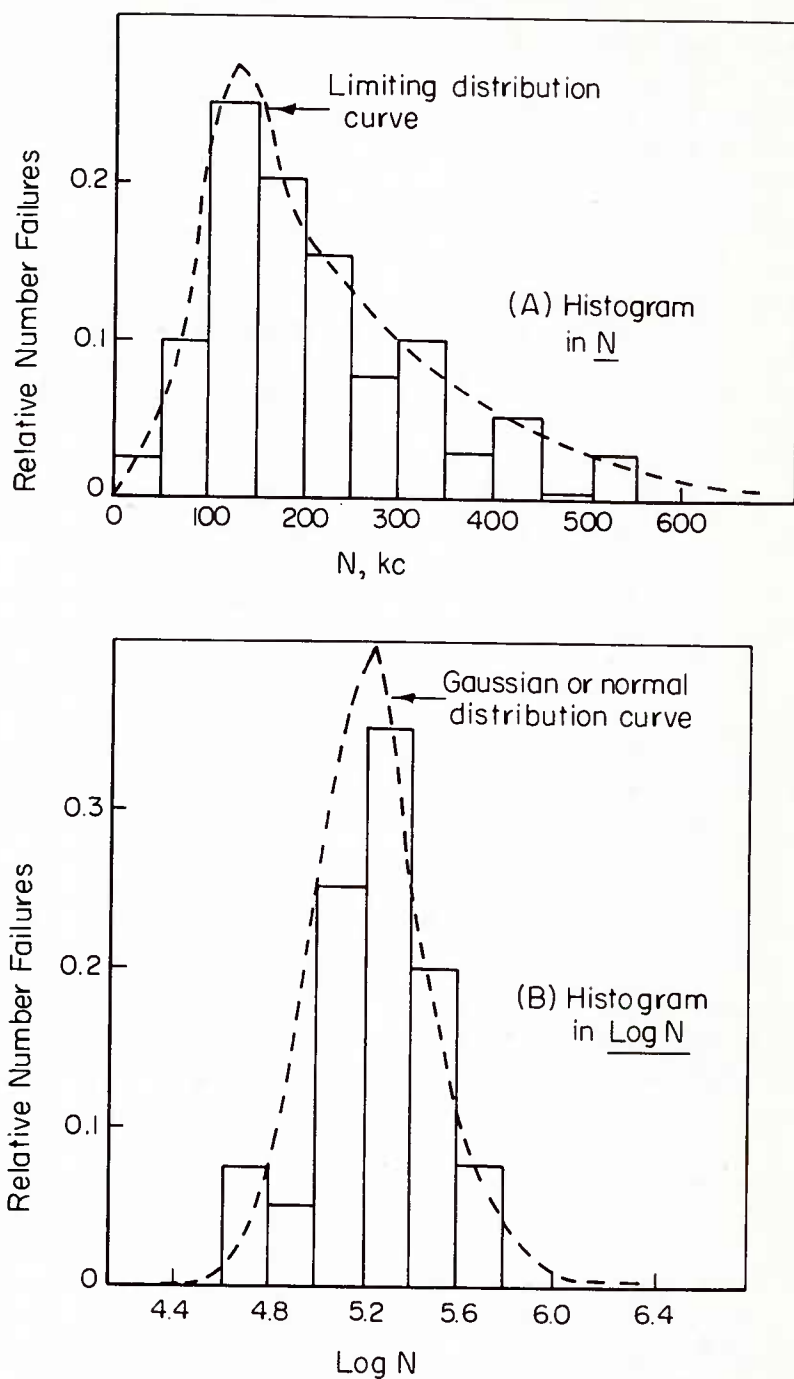 Limiting distribution
curve
Relative Number Failures
0.2
0.1
0
(A) Histogram
in N
0 100 200 300 400 500 600
N, kc
Gaussian or normal
distribution curve
Relative Number Failures
0.3
0.2
0.1
0
(B) Histogram
in Log N
4.4 4.8 5.2 5.6 6.0 6.4
Log N